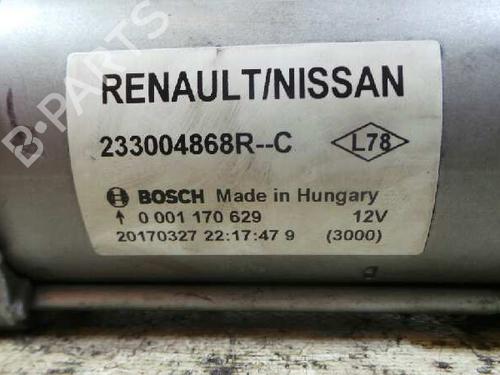 B-PARTS
RENAULT/NISSAN
233004868R--C L78
BOSCH Made in Hungary
0 001 170 629 12V
20170327 22:17:47 9 (3000)